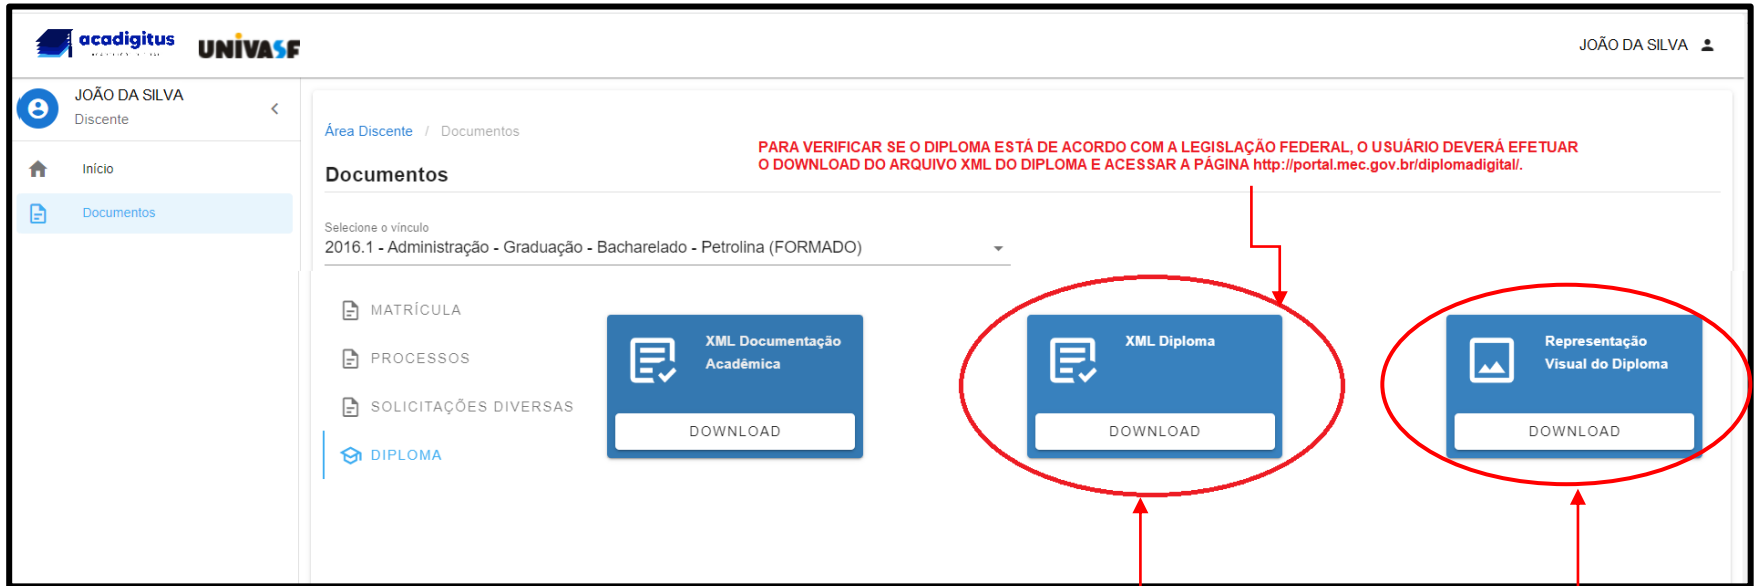 acadigitus
UNIVASF
JOÃO DA SILVA
JOÃO DA SILVA
Discente
Início
Documentos
Área Discente / Documentos
Documentos
PARA VERIFICAR SE O DIPLOMA ESTÁ DE ACORDO COM A LEGISLAÇÃO FEDERAL, O USUÁRIO DEVERÁ EFETUAR
O DOWNLOAD DO ARQUIVO XML DO DIPLOMA E ACESSAR A PÁGINA http://portal.mec.gov.br/diplomadigital/.
Selecione o vínculo
2016.1 - Administração - Graduação - Bacharelado - Petrolina (FORMADO)
MATRÍCULA
PROCESSOS
SOLICITAÇÕES DIVERSAS
DIPLOMA
XML Documentação
Acadêmica
DOWNLOAD
XML Diploma
DOWNLOAD
Representação
Visual do Diploma
DOWNLOAD